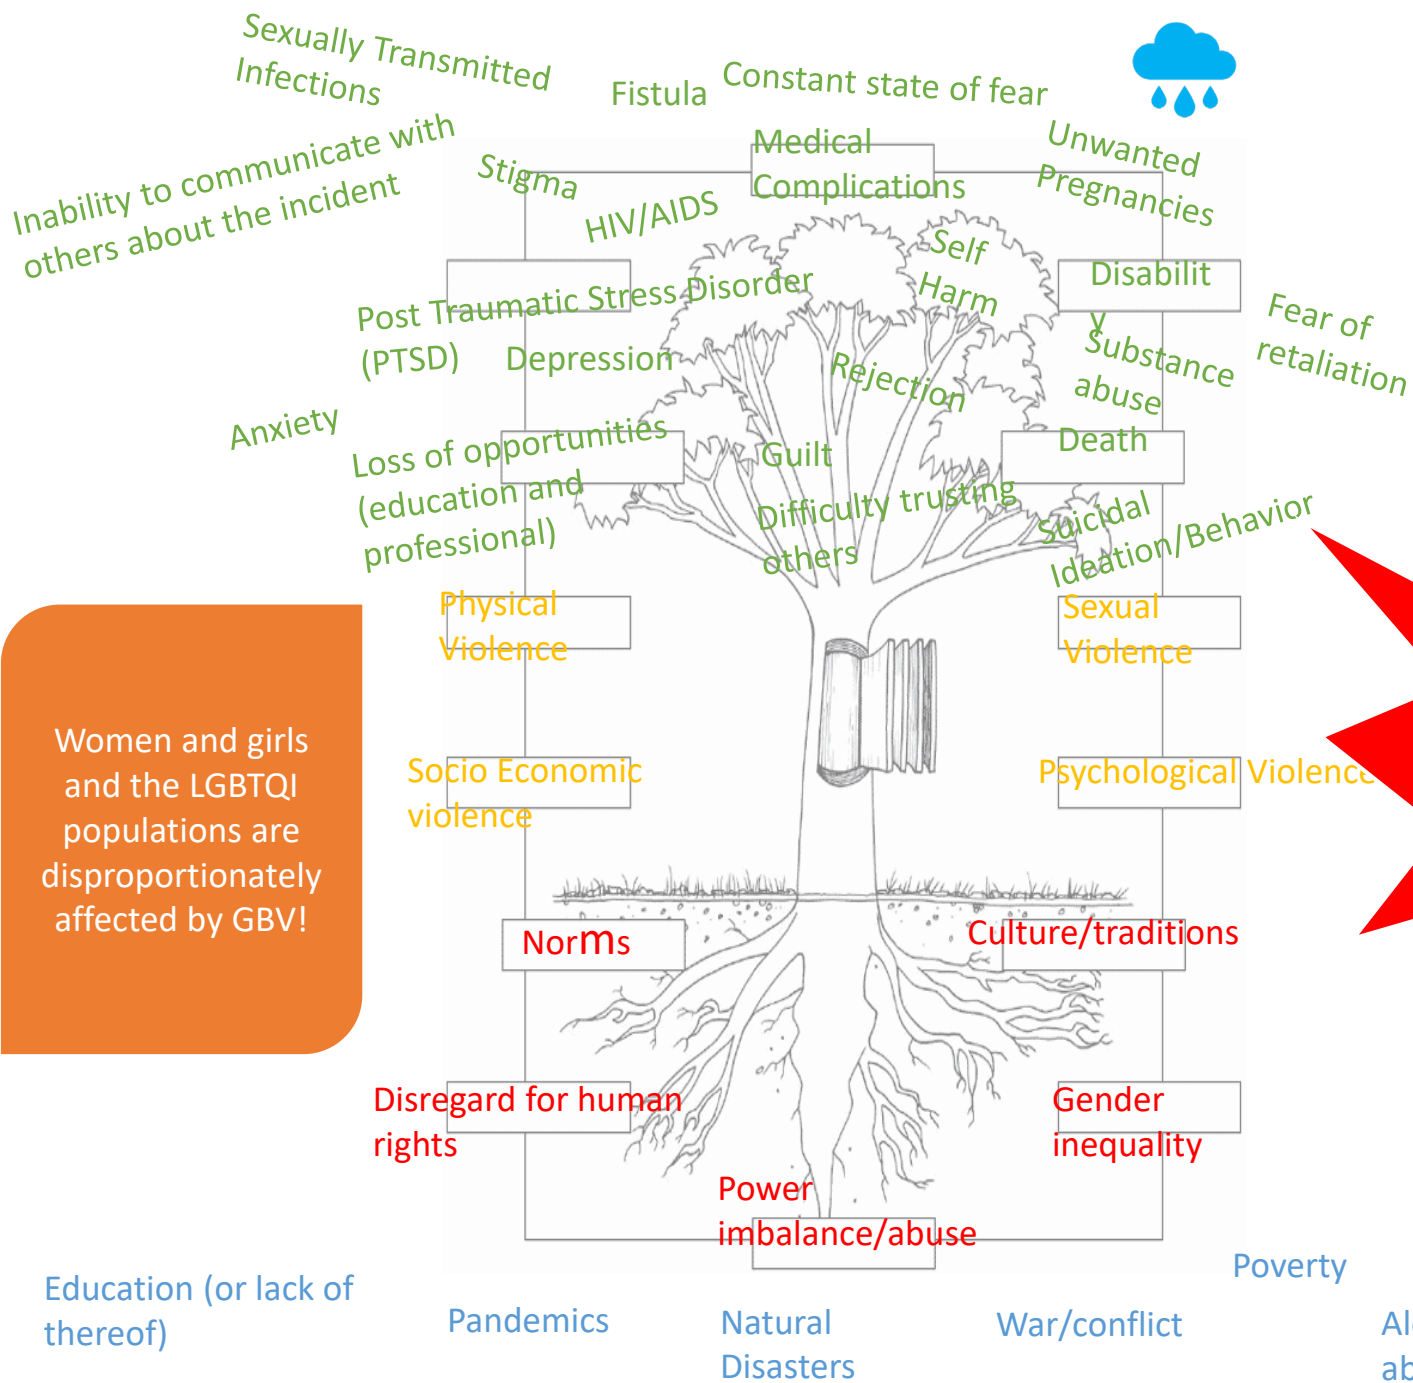 Sexually Transmitted
Infections
Fistula
Constant state of fear
Inability to communicate with
others about the incident
Stigma
HIV/AIDS
Medical
Complications
Unwanted
Pregnancies
Post Traumatic Stress Disorder
(PTSD)
Depression
Self
Harm
Disabilit
y
Substance
abuse
Fear of
retaliation
Rejection
Anxiety
Loss of opportunities
(education and
professional)
Guilt
Death
Difficulty trusting
others
Suicidal
Ideation/Behavior
Physical
Violence
Sexual
Violence
Women and girls
and the LGBTQI
populations are
disproportionately
affected by GBV!
Socio Economic
violence
Psychological Violence
Norms
Culture/traditions
Disregard for human
rights
Gender
inequality
Power
imbalance/abuse
Education (or lack of
thereof)
Pandemics
Natural
Disasters
War/conflict
Poverty